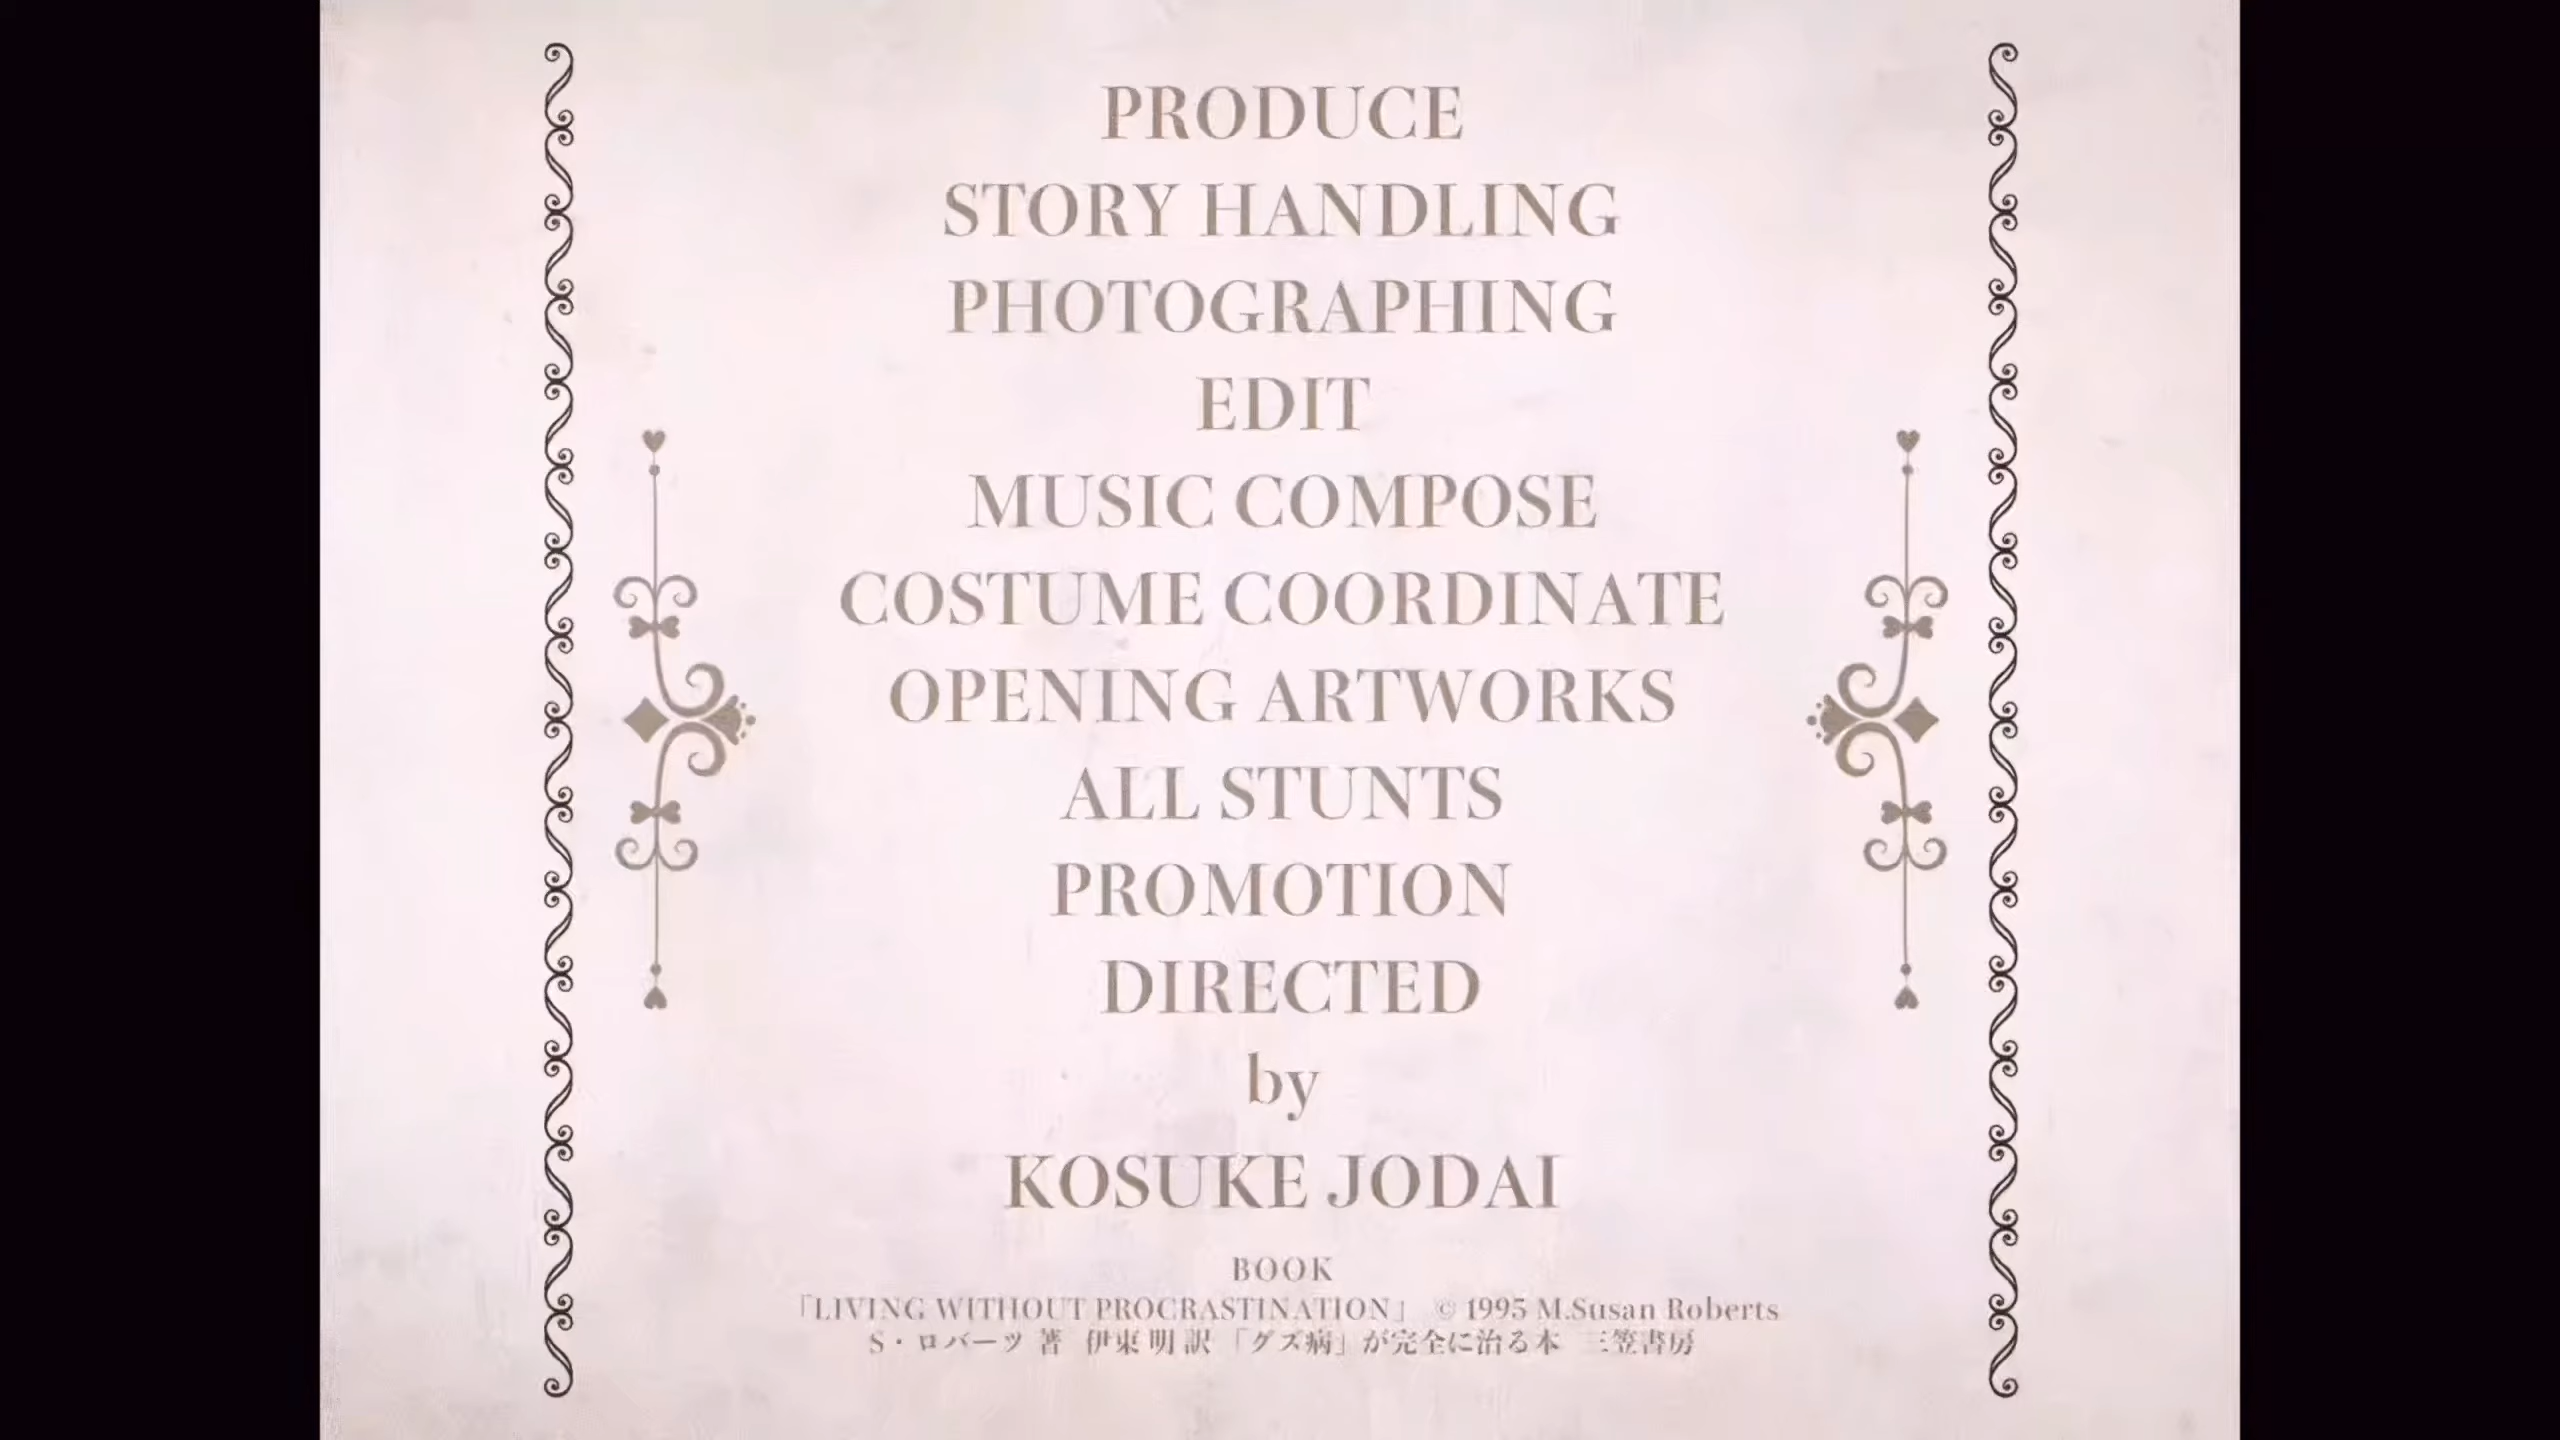 PRODUCE
STORY HANDLING
PHOTOGRAPHING
EDIT
MUSIC COMPOSE
COSTUME COORDINATE
OPENING ARTWORKS
ALL STUNTS
PROMOTION
DIRECTED
by
KOSUKE JODAI
BOOK
「LIVING WITHOUT PROCRASTINATION」 © 1995 M.Susan Roberts
S・ロバーツ 著 伊東 明 訳 「グズ病」が完全に治る本 三笠書房